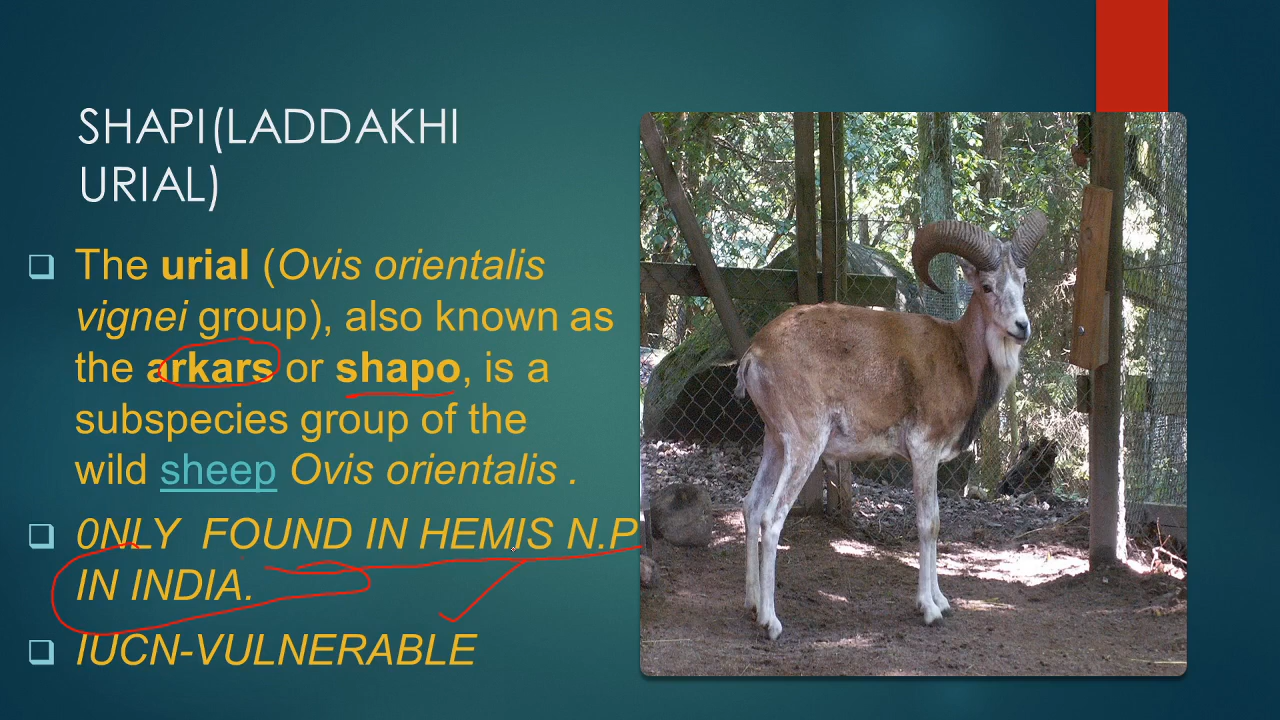 SHAPI(LADDAKHI
URIAL)
The urial (Ovis orientalis
vignei group), also known as
the arkars or shapo, is a
subspecies group of the
wild sheep Ovis orientalis .
0NLY FOUND IN HEMIS N.P
IN INDIA.
IUCN-VULNERABLE